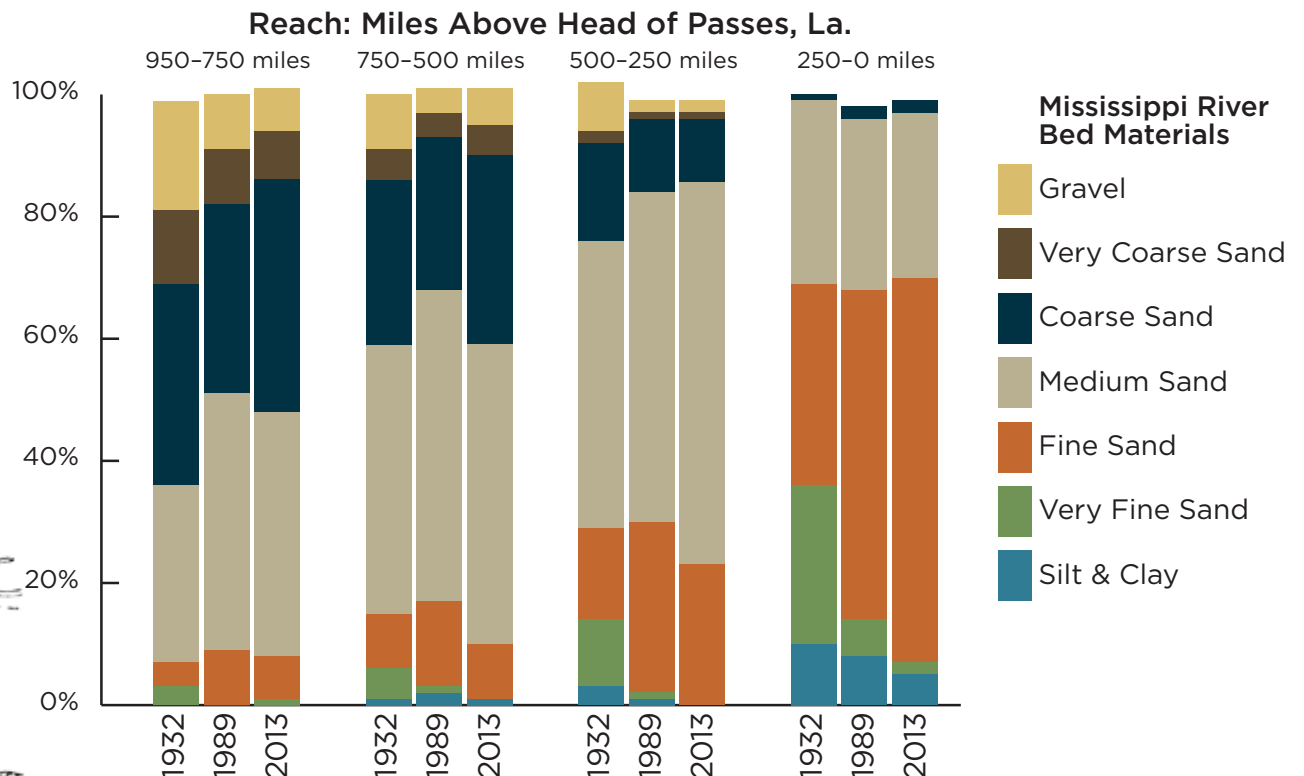 Reach: Miles Above Head of Passes, La.
950–750 miles
750–500 miles
500–250 miles
250–0 miles
100%
80%
60%
40%
20%
0%
1932
1989
2013
1932
1989
2013
1932
1989
2013
1932
1989
2013
Mississippi River
Bed Materials
Gravel
Very Coarse Sand
Coarse Sand
Medium Sand
Fine Sand
Very Fine Sand
Silt & Clay